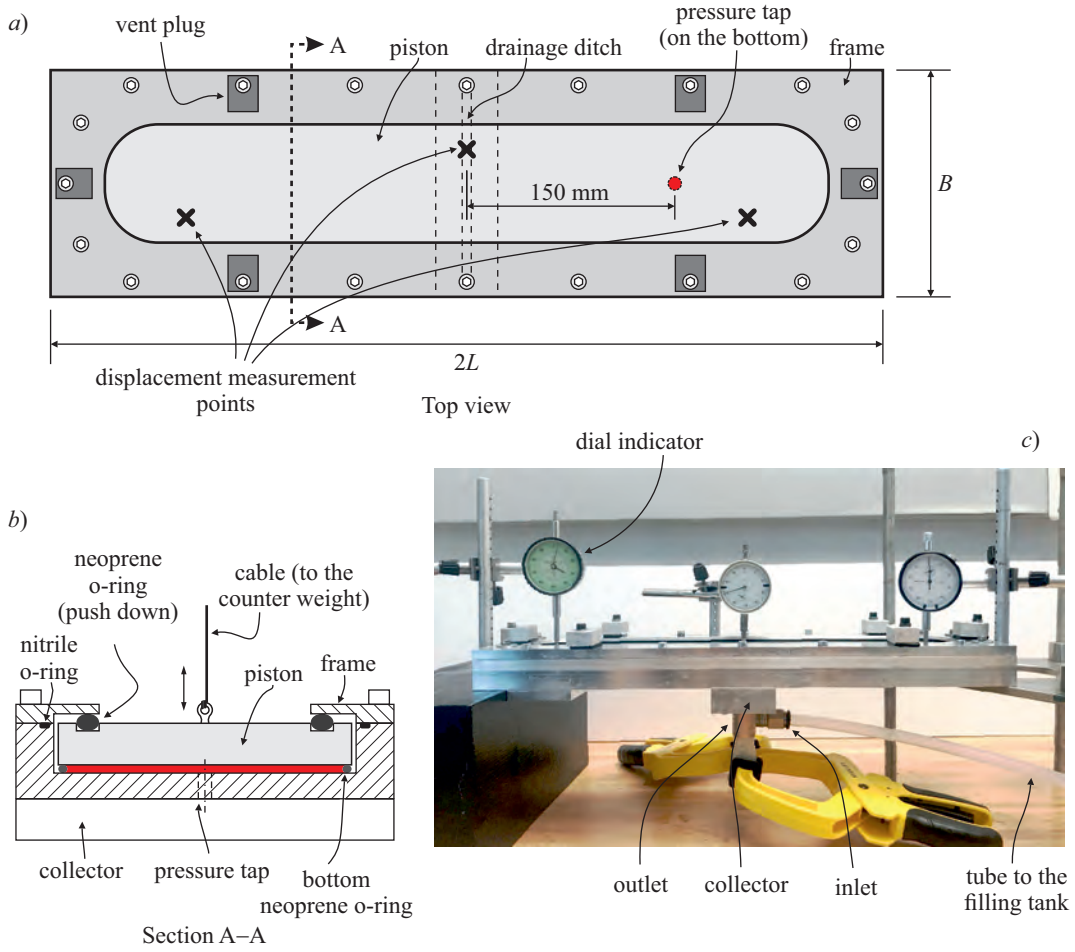 a)
vent plug
A
piston
drainage ditch
pressure tap
(on the bottom)
frame
150 mm
B
A
2L
displacement measurement
points
Top view
b)
neoprene
o-ring
(push down)
nitrile
o-ring
cable (to the
counter weight)
piston
frame
collector
pressure tap
bottom
neoprene o-ring
Section A–A
c)
dial indicator
outlet
collector
inlet
tube to the
filling tank